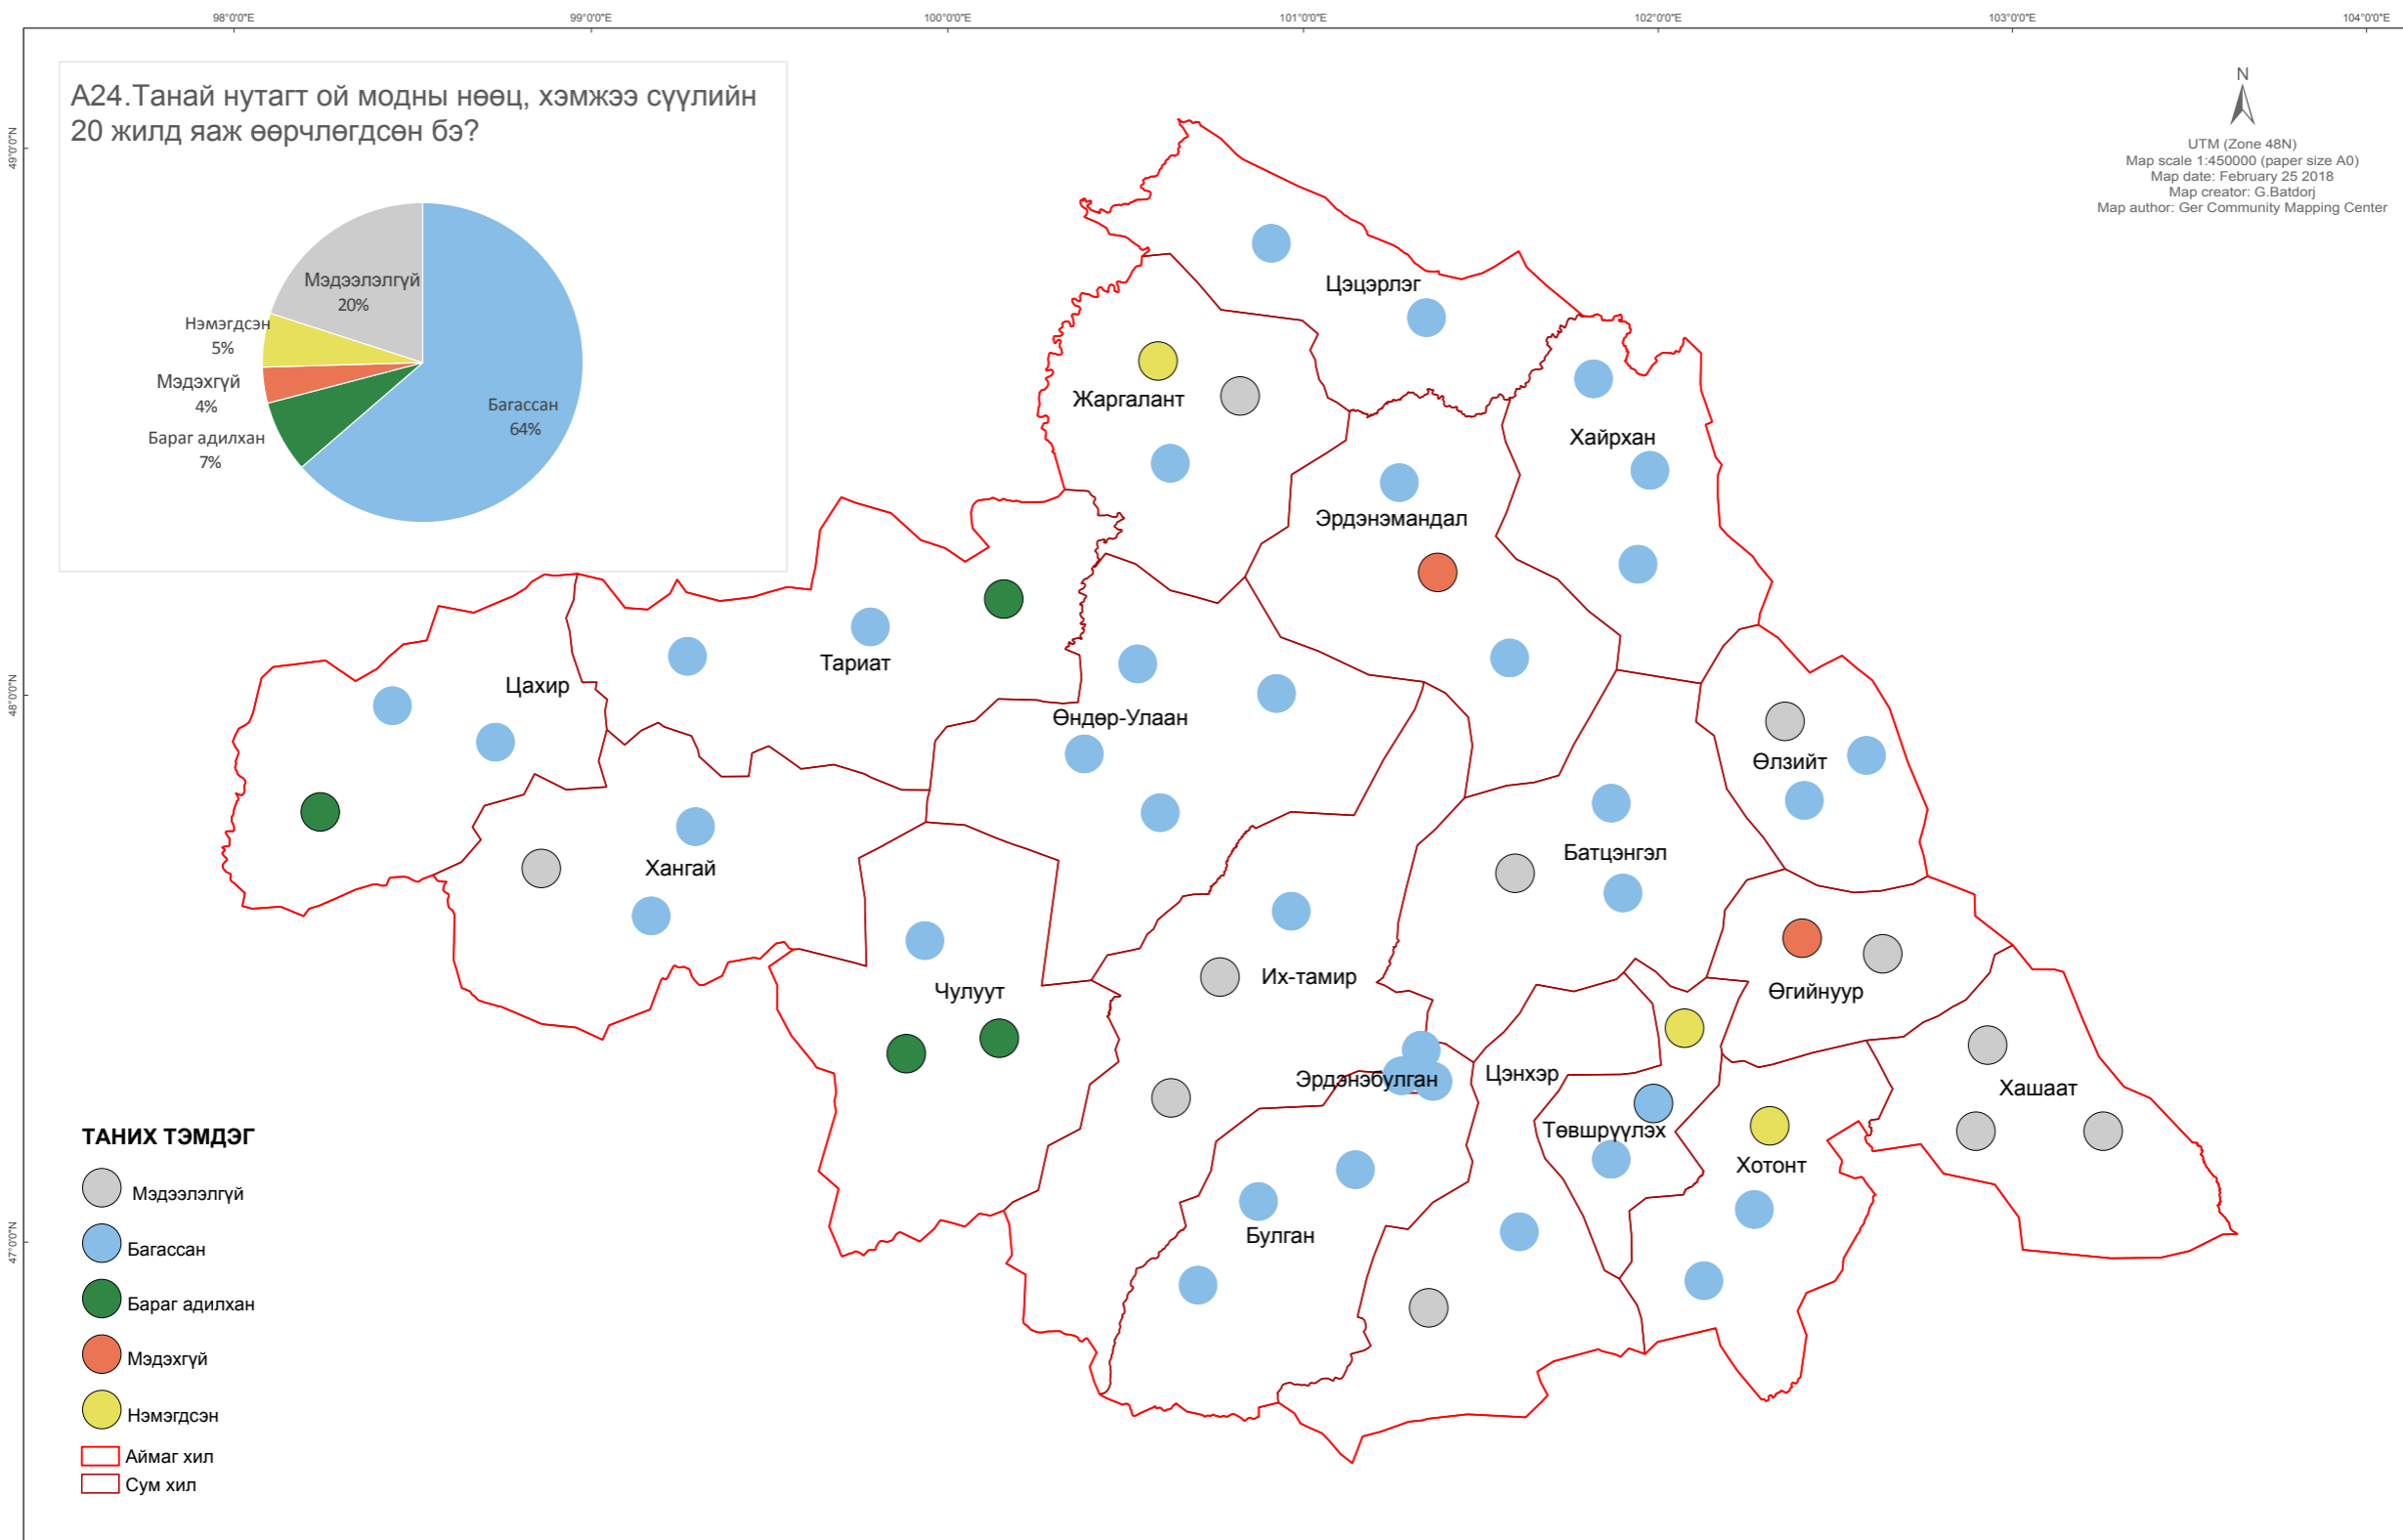 98°0'0"E
99°0'0"E
100°0'0"E
101°0'0"E
102°0'0"E
103°0'0"E
104°0'0"E
49°0'0"N
48°0'0"N
47°0'0"N
А24.Танай нутагт ой модны нөөц, хэмжээ сүүлийн
20 жилд яаж өөрчлөгдсөн бэ?
Мэдээлэлгүй
20%
Нэмэгдсэн
5%
Мэдэхгүй
4%
Бараг адилхан
7%
Багассан
64%
N
UTM (Zone 48N)
Map scale 1:450000 (paper size A0)
Map date: February 25 2018
Map creator: G.Batdorj
Map author: Ger Community Mapping Center
Цэцэрлэг
Жаргалант
Хайрхан
Эрдэнэмандал
Тариат
Цахир
Өндөр-Улаан
Өлзийт
Батцэнгэл
Хангай
Их-тамир
Чулуут
Өгийнуур
Эрдэнэбулган
Цэнхэр
Хашаат
Төвшрүүлэх
Хотонт
Булган
ТАНИХ ТЭМДЭГ
Мэдээлэлгүй
Багассан
Бараг адилхан
Мэдэхгүй
Нэмэгдсэн
Аймаг хил
Сум хил